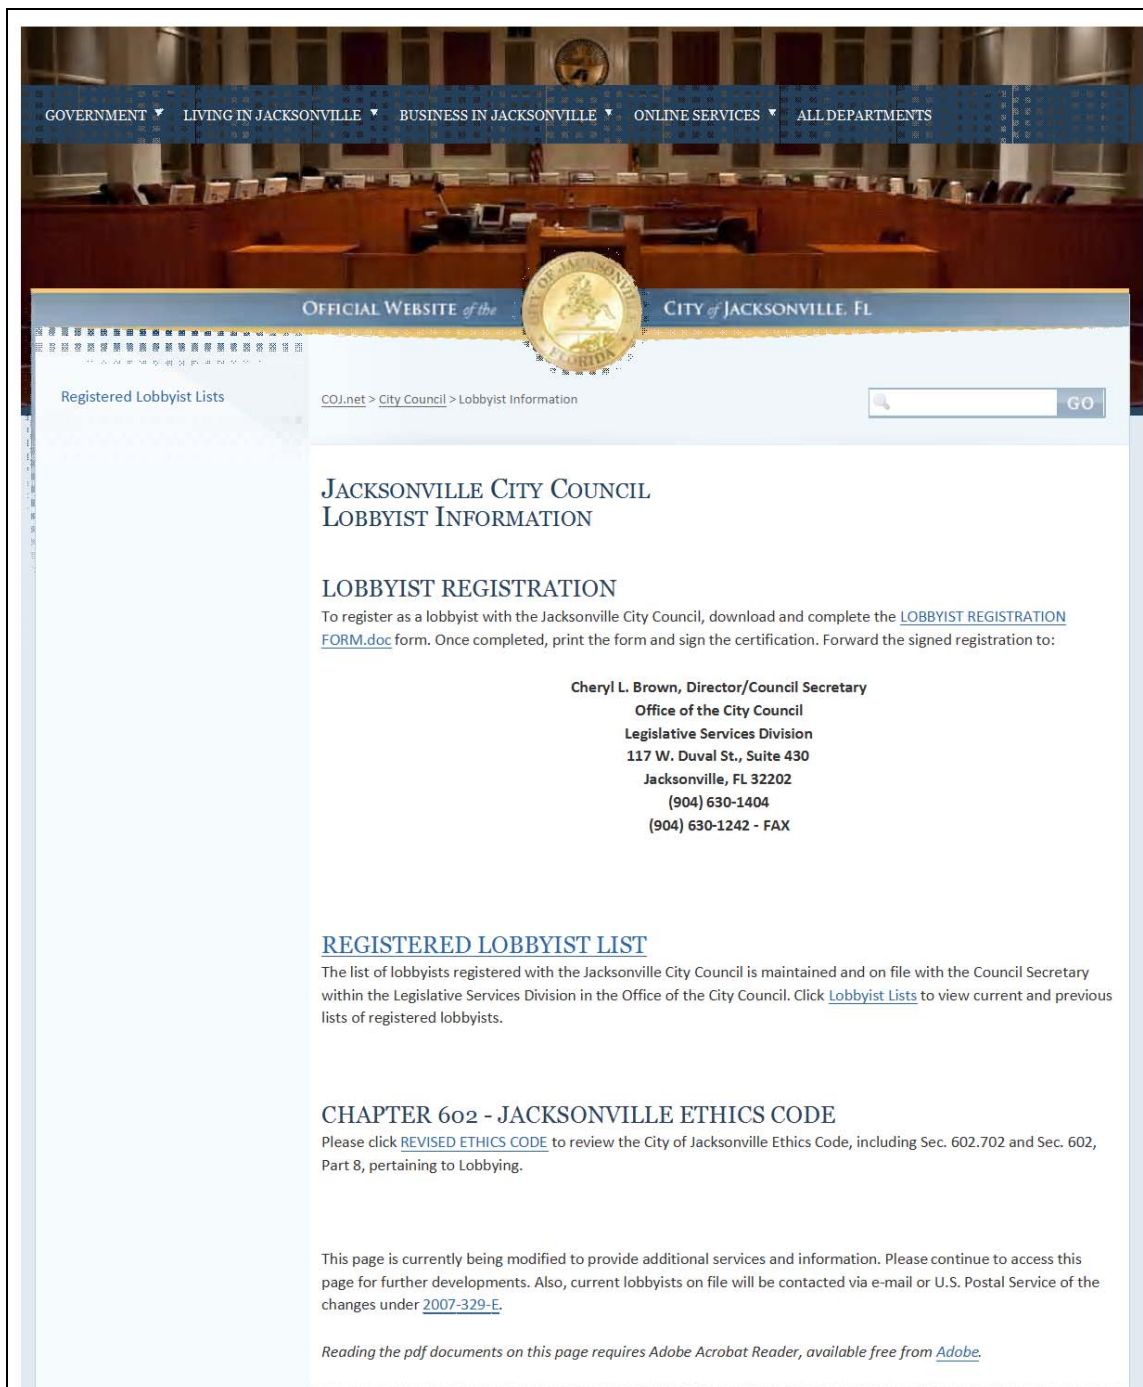 GOVERNMENT LIVING IN JACKSONVILLE BUSINESS IN JACKSONVILLE ONLINE SERVICES ALL DEPARTMENTS
OFFICIAL WEBSITE of the CITY of JACKSONVILLE, FL
CITY OF JACKSONVILLE
FLORIDA
Registered Lobbyist Lists
COJ.net > City Council > Lobbyist Information
GO
JACKSONVILLE CITY COUNCIL
LOBBYIST INFORMATION
LOBBYIST REGISTRATION
To register as a lobbyist with the Jacksonville City Council, download and complete the LOBBYIST REGISTRATION
FORM.doc form. Once completed, print the form and sign the certification. Forward the signed registration to:
Cheryl L. Brown, Director/Council Secretary
Office of the City Council
Legislative Services Division
117 W. Duval St., Suite 430
Jacksonville, FL 32202
(904) 630-1404
(904) 630-1242 - FAX
REGISTERED LOBBYIST LIST
The list of lobbyists registered with the Jacksonville City Council is maintained and on file with the Council Secretary
within the Legislative Services Division in the Office of the City Council. Click Lobbyist Lists to view current and previous
lists of registered lobbyists.
CHAPTER 602 - JACKSONVILLE ETHICS CODE
Please click REVISED ETHICS CODE to review the City of Jacksonville Ethics Code, including Sec. 602.702 and Sec. 602,
Part 8, pertaining to Lobbying.
This page is currently being modified to provide additional services and information. Please continue to access this
page for further developments. Also, current lobbyists on file will be contacted via e-mail or U.S. Postal Service of the
changes under 2007-329-E.
Reading the pdf documents on this page requires Adobe Acrobat Reader, available free from Adobe.